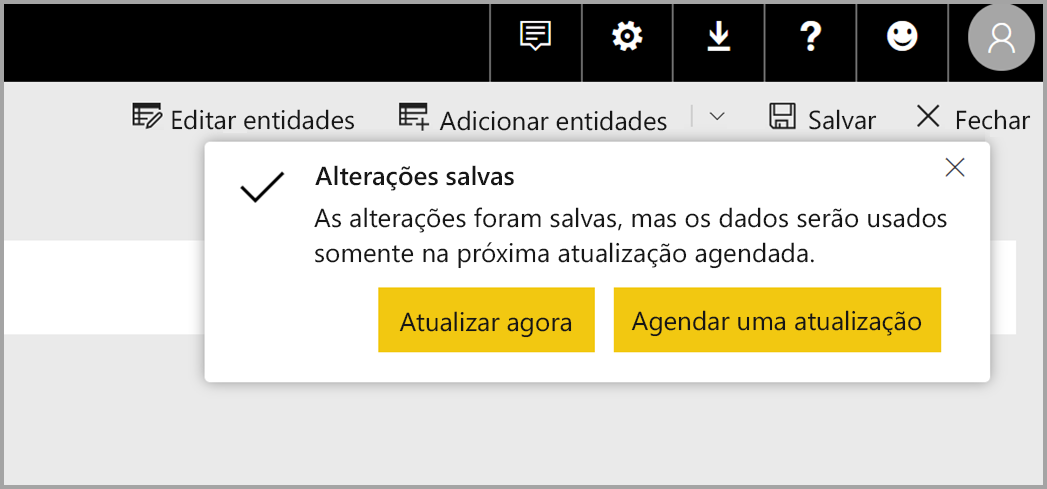 Editar entidades
Adicionar entidades
Salvar
Fechar
Alterações salvas
As alterações foram salvas, mas os dados serão usados
somente na próxima atualização agendada.
Atualizar agora
Agendar uma atualização